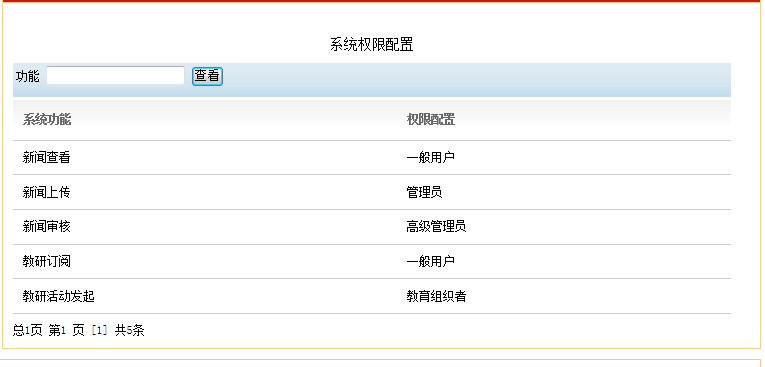 系统权限配置
功能 查看
系统功能 权限配置
新闻查看 一般用户
新闻上传 管理员
新闻审核 高级管理员
教研订阅 一般用户
教研活动发起 教育组织者
总1页 第1 页 [1] 共5条